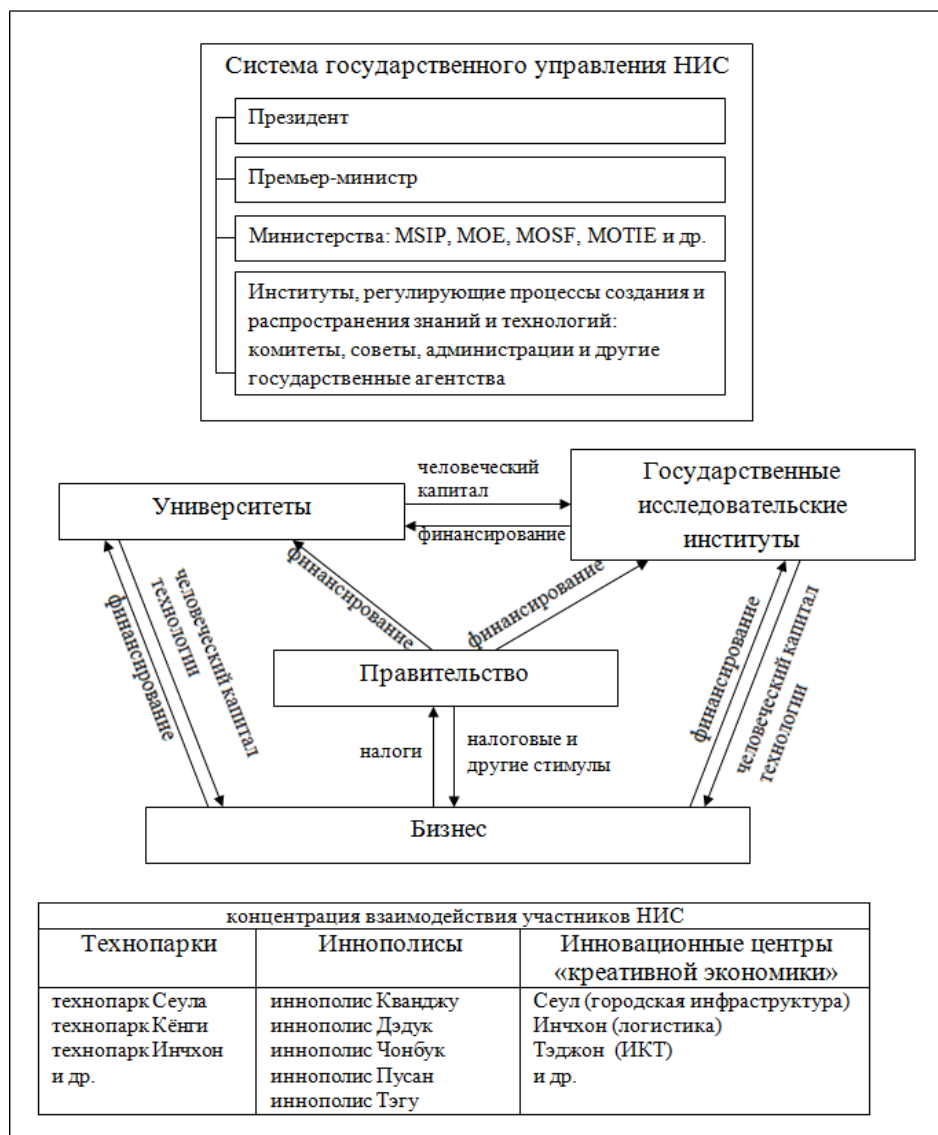 Система государственного управления НИС
Президент
Премьер-министр
Министерства: MSIP, MOE, MOSF, MOTIE и др.
Институты, регулирующие процессы создания и
распространения знаний и технологий:
комитеты, советы, администрации и другие
государственные агентства
Университеты
человеческий
капитал
финансирование
Государственные
исследовательские
институты
финансирование
технологии
человеческий капитал
финансирование
финансирование
финансирование
человеческий капитал
технологии
Правительство
налоги
налоговые и
другие стимулы
Бизнес
концентрация взаимодействия участников НИС
Технопарки
технопарк Сеула
технопарк Кёнги
технопарк Инчхон
и др.
Иннополисы
иннополис Кванджу
иннополис Дэдук
иннополис Чонбук
иннополис Пусан
иннополис Тэгу
Инновационные центры
«креативной экономики»
Сеул (городская инфраструктура)
Инчхон (логистика)
Тэджон (ИКТ)
и др.